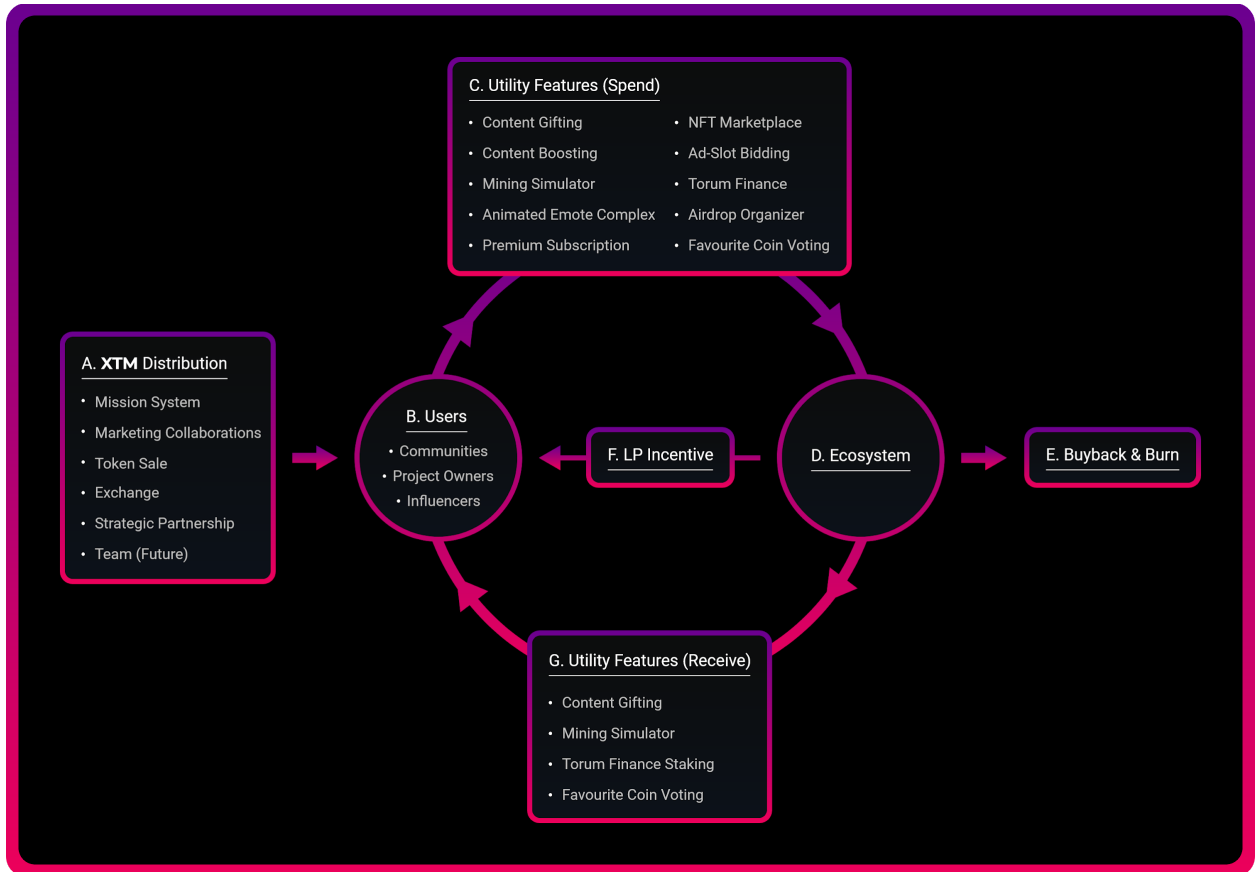 C. Utility Features (Spend)
• Content Gifting
• Content Boosting
• Mining Simulator
• Animated Emote Complex
• Premium Subscription
• NFT Marketplace
• Ad-Slot Bidding
• Torum Finance
• Airdrop Organizer
• Favourite Coin Voting
A. XTM Distribution
• Mission System
• Marketing Collaborations
• Token Sale
• Exchange
• Strategic Partnership
• Team (Future)
B. Users
• Communities
• Project Owners
• Influencers
F. LP Incentive
D. Ecosystem
E. Buyback & Burn
G. Utility Features (Receive)
• Content Gifting
• Mining Simulator
• Torum Finance Staking
• Favourite Coin Voting